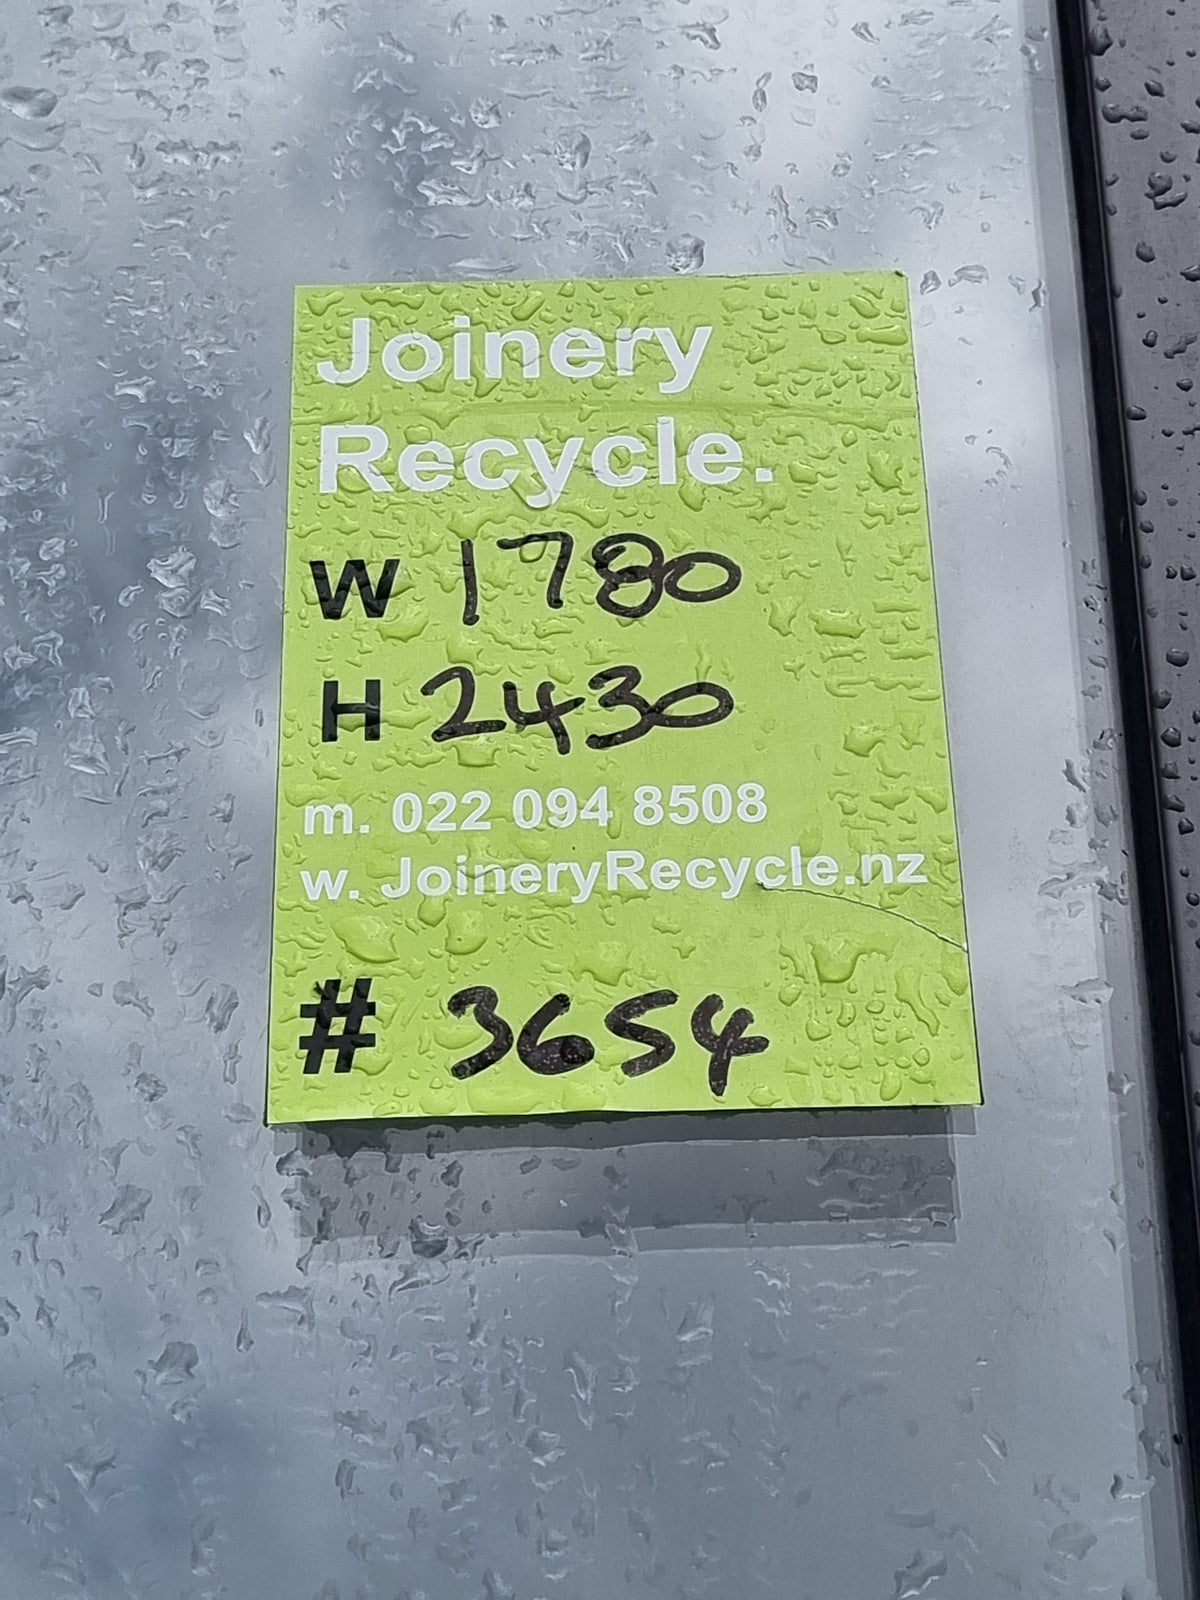 Joinery
Recycle.
W 1780
H 2430
m. 022 094 8508
w. JoineryRecycle.nz
# 3654